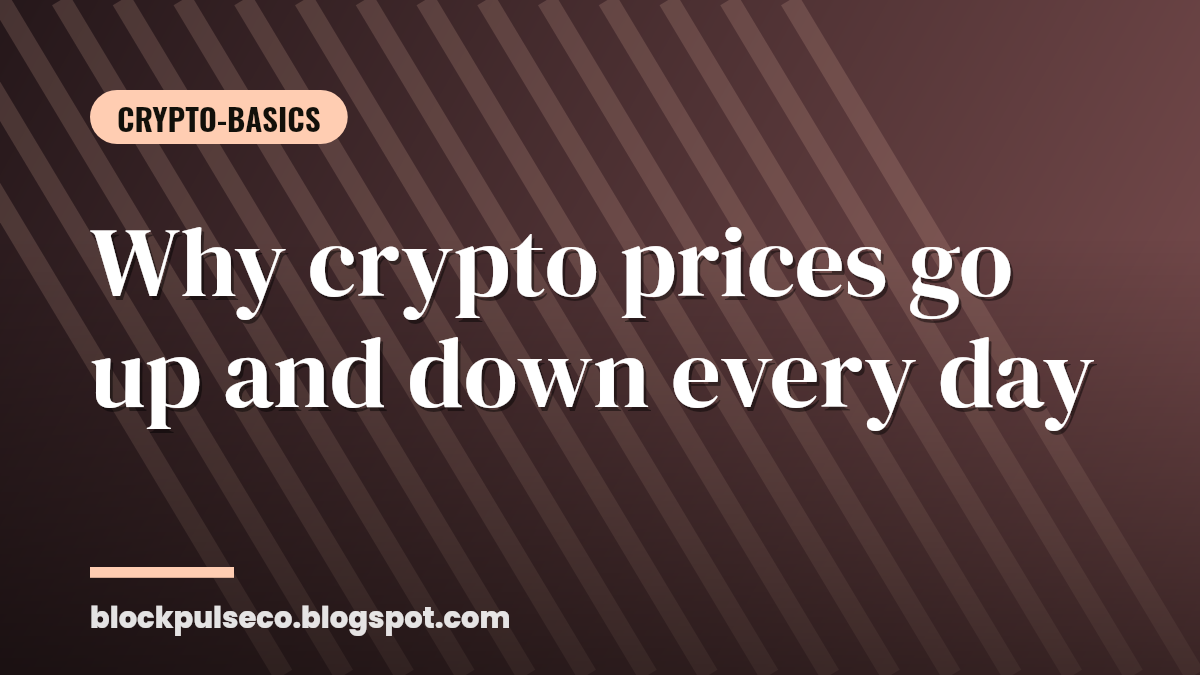 CRYPTO-BASICS
Why crypto prices go
up and down every day
blockpulseco.blogspot.com